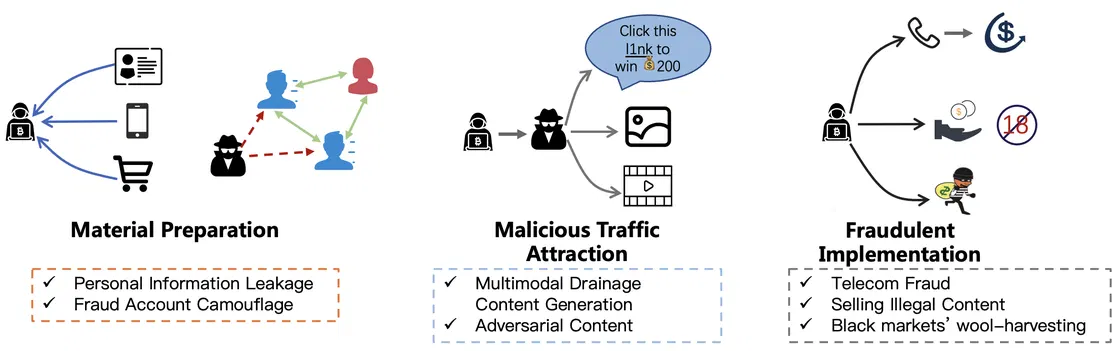 Click this
l1nk to
win 200
18
Material Preparation
Personal Information Leakage
Fraud Account Camouflage
Malicious Traffic
Attraction
Multimodal Drainage
Content Generation
Adversarial Content
Fraudulent
Implementation
Telecom Fraud
Selling Illegal Content
Black markets' wool-harvesting